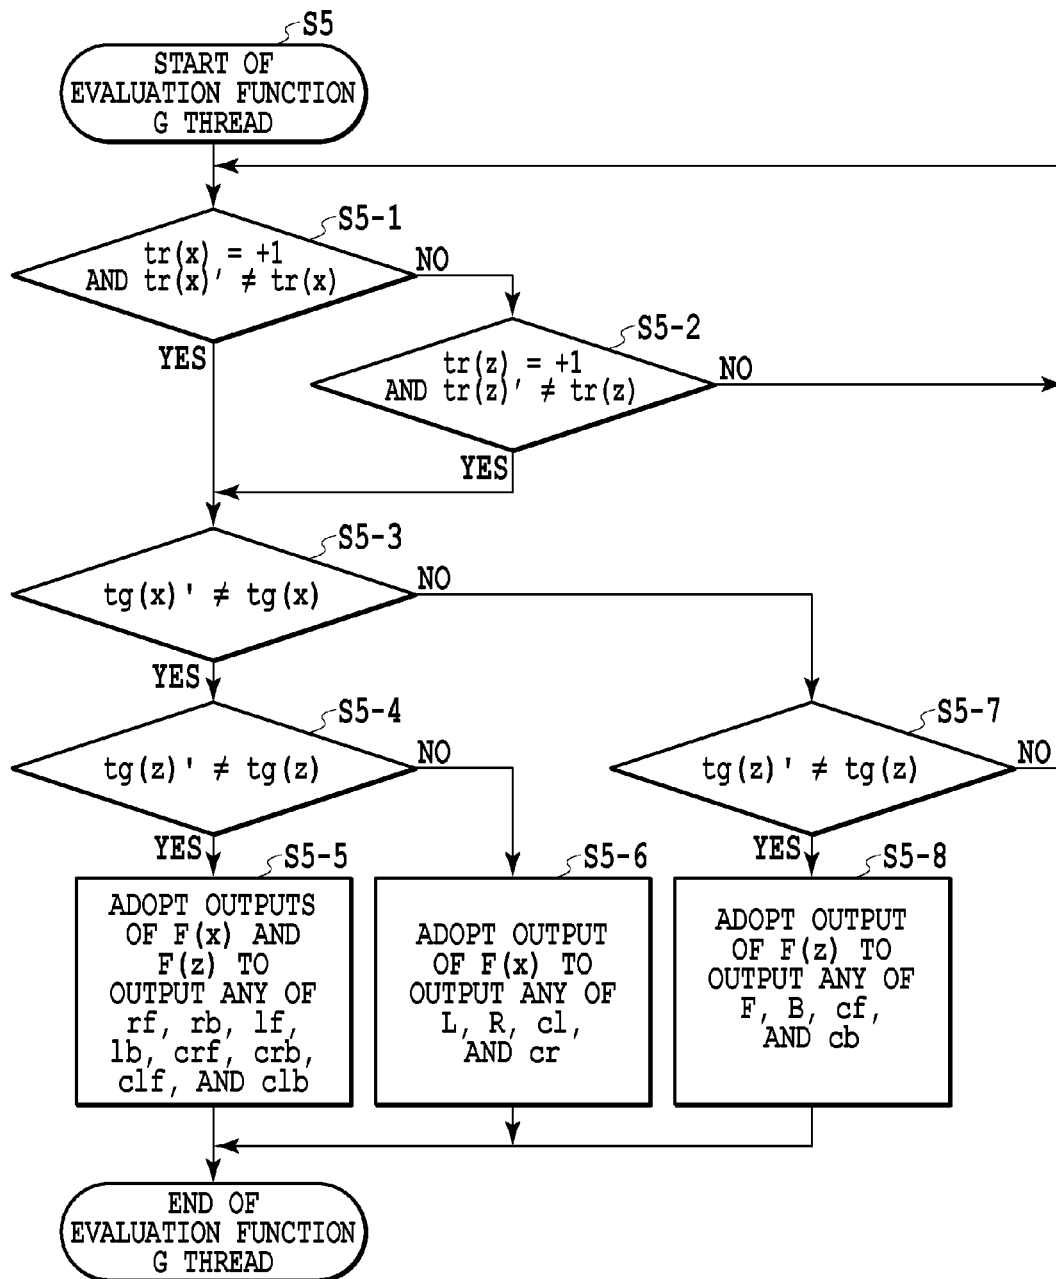 S5
START OF
EVALUATION FUNCTION
G THREAD
S5-1
tr(x) = +1
AND tr(x)' ≠ tr(x)
NO
YES
S5-2
tr(z) = +1
AND tr(z)' ≠ tr(z)
NO
YES
S5-3
tg(x)' ≠ tg(x)
NO
YES
S5-4
tg(z)' ≠ tg(z)
NO
YES
S5-7
tg(z)' ≠ tg(z)
NO
YES
S5-5
ADOPT OUTPUTS
OF F(x) AND
F(z) TO
OUTPUT ANY OF
rf, rb, lf,
lb, crf, crb,
clf, AND clb
S5-6
ADOPT OUTPUT
OF F(x) TO
OUTPUT ANY OF
L, R, cl,
AND cr
S5-8
ADOPT OUTPUT
OF F(z) TO
OUTPUT ANY OF
F, B, cf,
AND cb
END OF
EVALUATION FUNCTION
G THREAD